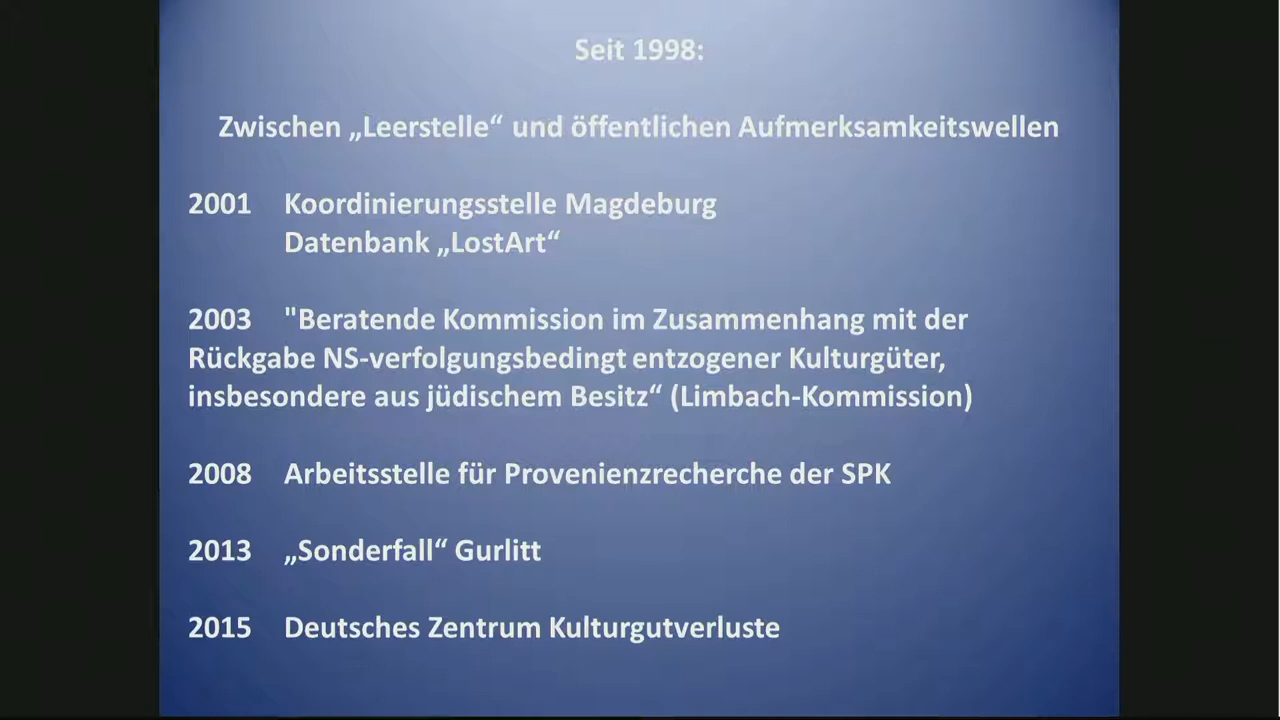 Seit 1998:
Zwischen „Leerstelle“ und öffentlichen Aufmerksamkeitswellen
2001 Koordinierungsstelle Magdeburg
Datenbank „LostArt“
2003 "Beratende Kommission im Zusammenhang mit der
Rückgabe NS-verfolgungsbedingt entzogener Kulturgüter,
insbesondere aus jüdischem Besitz“ (Limbach-Kommission)
2008 Arbeitsstelle für Provenienzrecherche der SPK
2013 „Sonderfall“ Gurlitt
2015 Deutsches Zentrum Kulturgutverluste